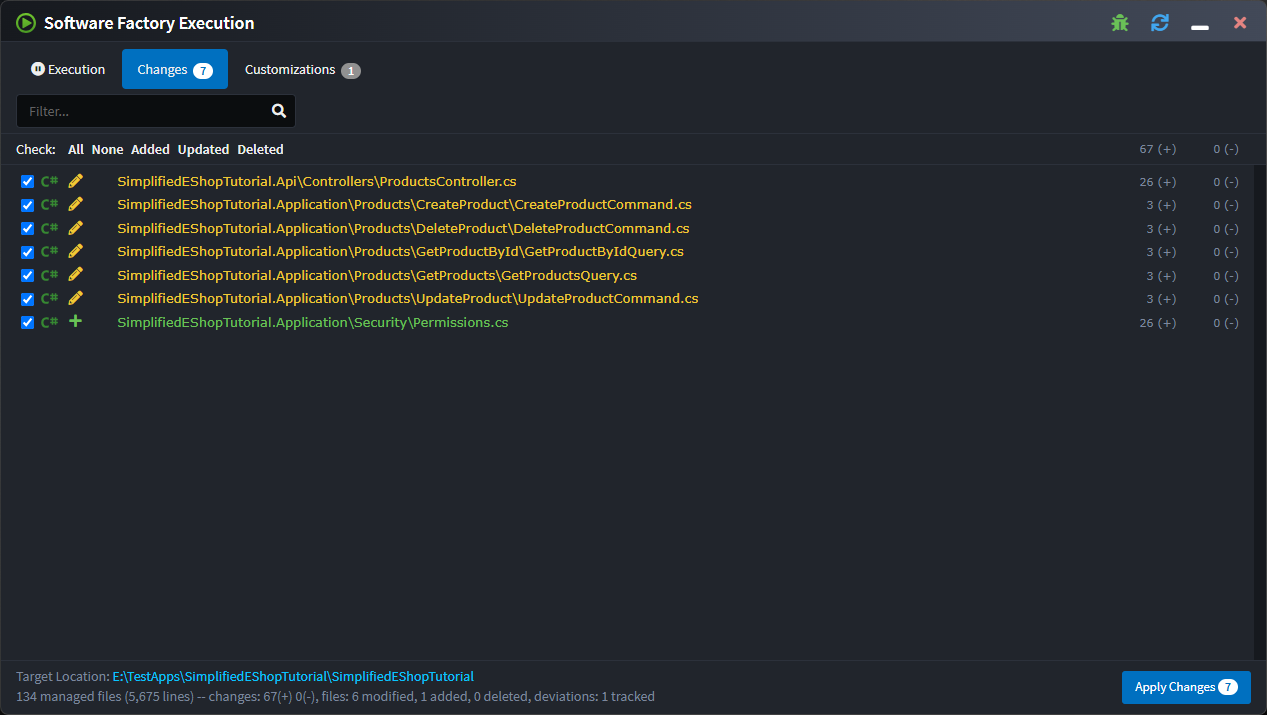 Software Factory Execution
Execution Changes 7 Customizations 1
Filter...
Check: All None Added Updated Deleted 67 (+) 0 (-)
C# SimplifiedEShopTutorial.Api\Controllers\ProductsController.cs 26 (+) 0 (-)
C# SimplifiedEShopTutorial.Application\Products\CreateProduct\CreateProductCommand.cs 3 (+) 0 (-)
C# SimplifiedEShopTutorial.Application\Products\DeleteProduct\DeleteProductCommand.cs 3 (+) 0 (-)
C# SimplifiedEShopTutorial.Application\Products\GetProductById\GetProductByIdQuery.cs 3 (+) 0 (-)
C# SimplifiedEShopTutorial.Application\Products\GetProducts\GetProductsQuery.cs 3 (+) 0 (-)
C# SimplifiedEShopTutorial.Application\Products\UpdateProduct\UpdateProductCommand.cs 3 (+) 0 (-)
C# SimplifiedEShopTutorial.Application\Security\Permissions.cs 26 (+) 0 (-)
Target Location: E:\TestApps\SimplifiedEShopTutorial\SimplifiedEShopTutorial
134 managed files (5,675 lines) -- changes: 67(+) 0(-), files: 6 modified, 1 added, 0 deleted, deviations: 1 tracked
Apply Changes 7